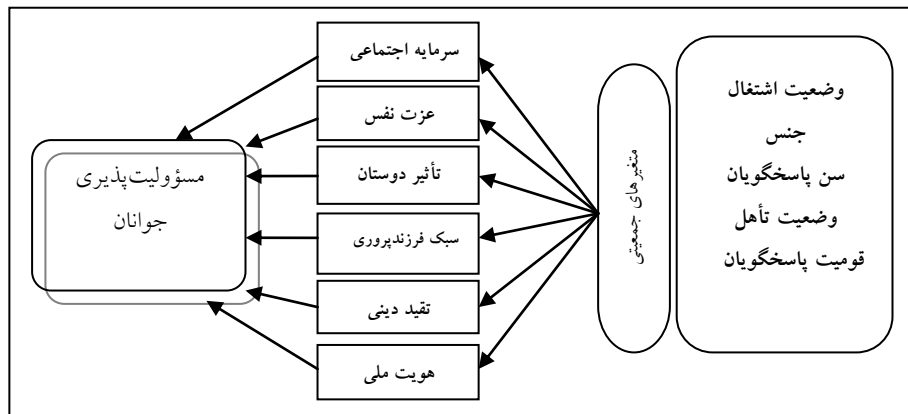 وضعیت اشتغال
جنس
سن پاسخگویان
وضعیت تأهل
قومیت پاسخگویان
متغیرهای جمعیتی
سرمایه اجتماعی
عزت نفس
تأثیر دوستان
سبک فرزندپروری
تقید دینی
هویت ملی
مسؤولیت‌پذیری
جوانان